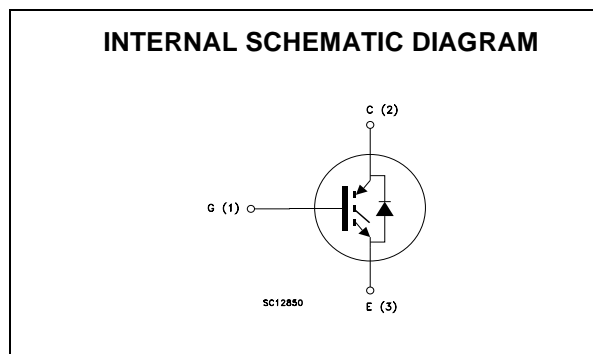 INTERNAL SCHEMATIC DIAGRAM
C (2)
G (1)
SC12850
E (3)